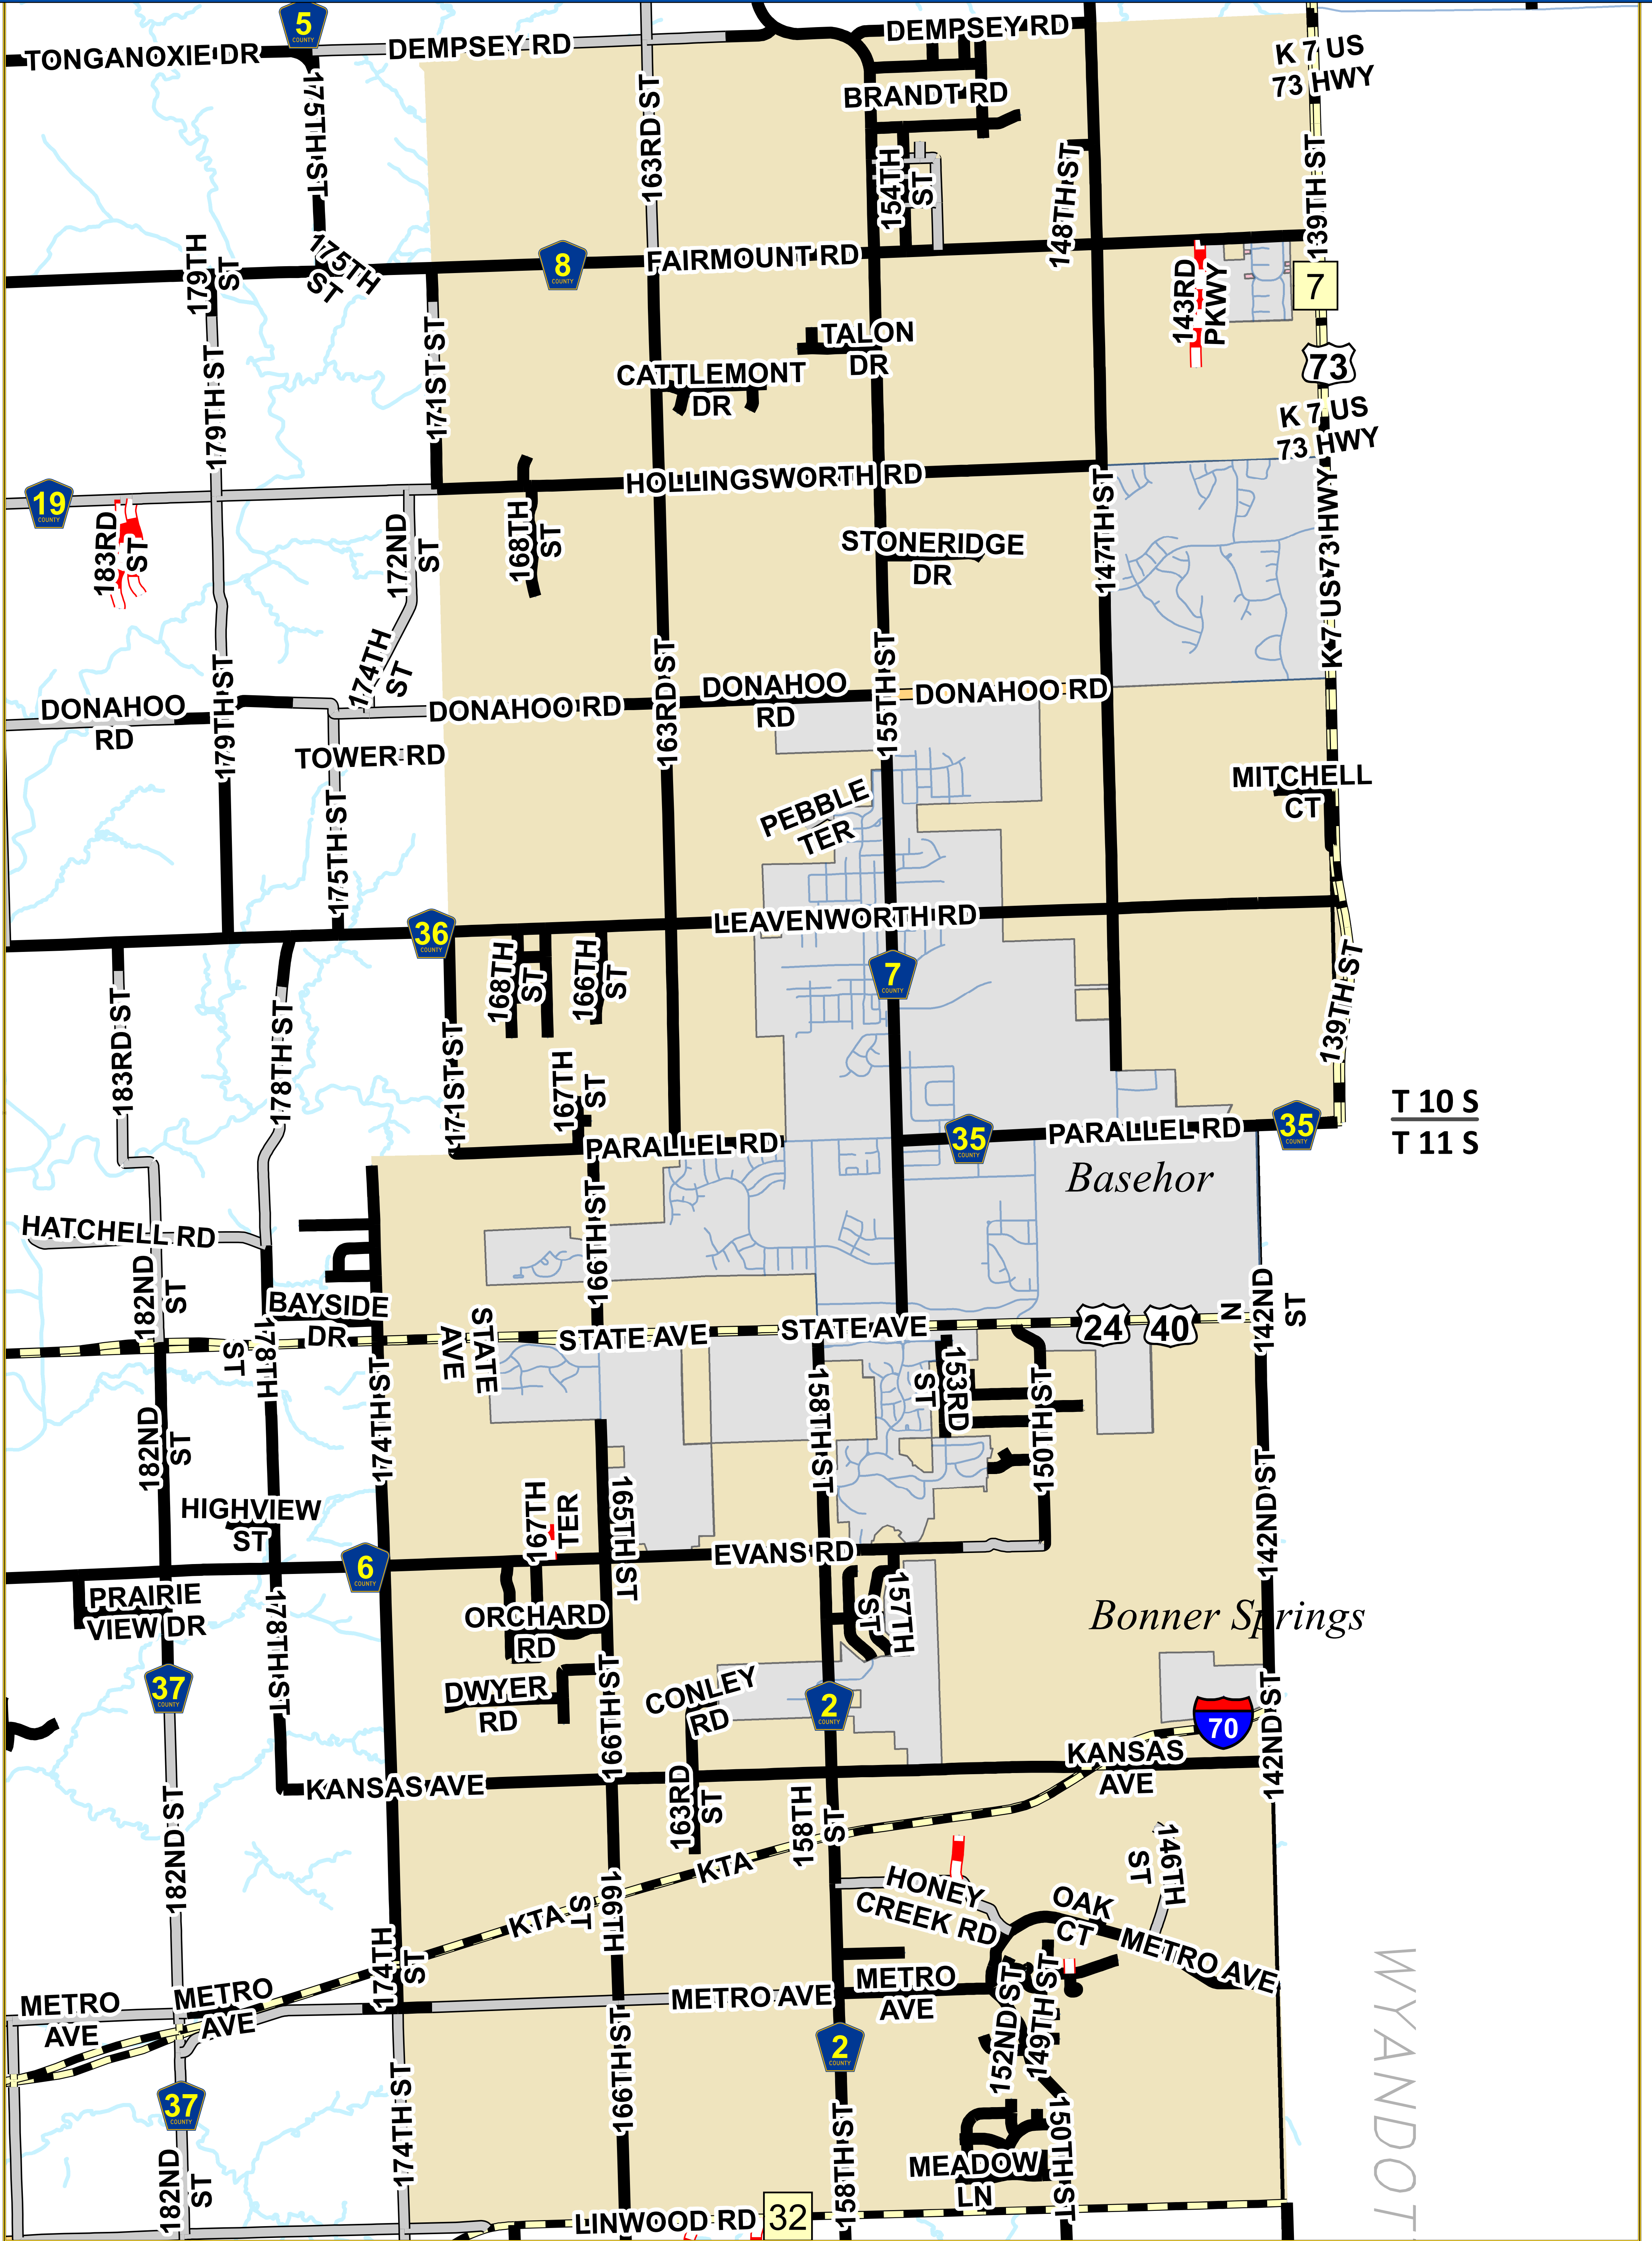 5
COUNTY
TONGANOXIE DR
DEMPSEY RD
DEMPSEY RD
K 7 US
73 HWY
175TH ST
163RD ST
BRANDT RD
154TH
ST
148TH ST
139TH ST
179TH
ST
175TH
ST
8
COUNTY
FAIRMOUNT RD
143RD
PKWY
7
179TH ST
171ST ST
TALON
DR
CATTLEMONT
DR
73
K 7 US
73 HWY
19
COUNTY
183RD
ST
172ND
ST
168TH
ST
HOLLINGSWORTH RD
STONERIDGE
DR
147TH ST
K 7 US 73 HWY
174TH
ST
179TH ST
163RD ST
155TH ST
DONAHOO
RD
DONAHOO RD
DONAHOO
RD
DONAHOO RD
TOWER RD
175TH ST
PEBBLE
TER
MITCHELL
CT
36
COUNTY
LEAVENWORTH RD
7
COUNTY
168TH
ST
166TH
ST
139TH ST
183RD ST
178TH ST
171ST ST
167TH
ST
PARALLEL RD
35
COUNTY
PARALLEL RD
35
COUNTY
T 10 S
T 11 S
Basehor
HATCHELL RD
182ND
ST
166TH ST
BAYSIDE
DR
178TH
ST
STATE
AVE
STATE AVE
STATE AVE
24
40
N
142ND
ST
182ND
ST
174TH ST
158TH ST
153RD
ST
150TH ST
142ND ST
HIGHVIEW
ST
167TH
TER
165TH ST
6
COUNTY
EVANS RD
PRAIRIE
VIEW DR
178TH ST
ORCHARD
RD
157TH
ST
Bonner Springs
37
COUNTY
DWYER
RD
166TH ST
CONLEY
RD
2
COUNTY
70
142ND ST
KANSAS AVE
KANSAS
AVE
182ND ST
163RD
ST
158TH
ST
KTA
KTA
166TH
ST
HONEY
CREEK RD
146TH
ST
OAK
CT
METRO AVE
174TH
ST
METRO
AVE
METRO
AVE
METRO AVE
METRO
AVE
152ND ST
149TH ST
WYANDOT
2
COUNTY
37
COUNTY
174TH ST
166TH ST
158TH ST
150TH ST
182ND
ST
MEADOW
LN
LINWOOD RD
32